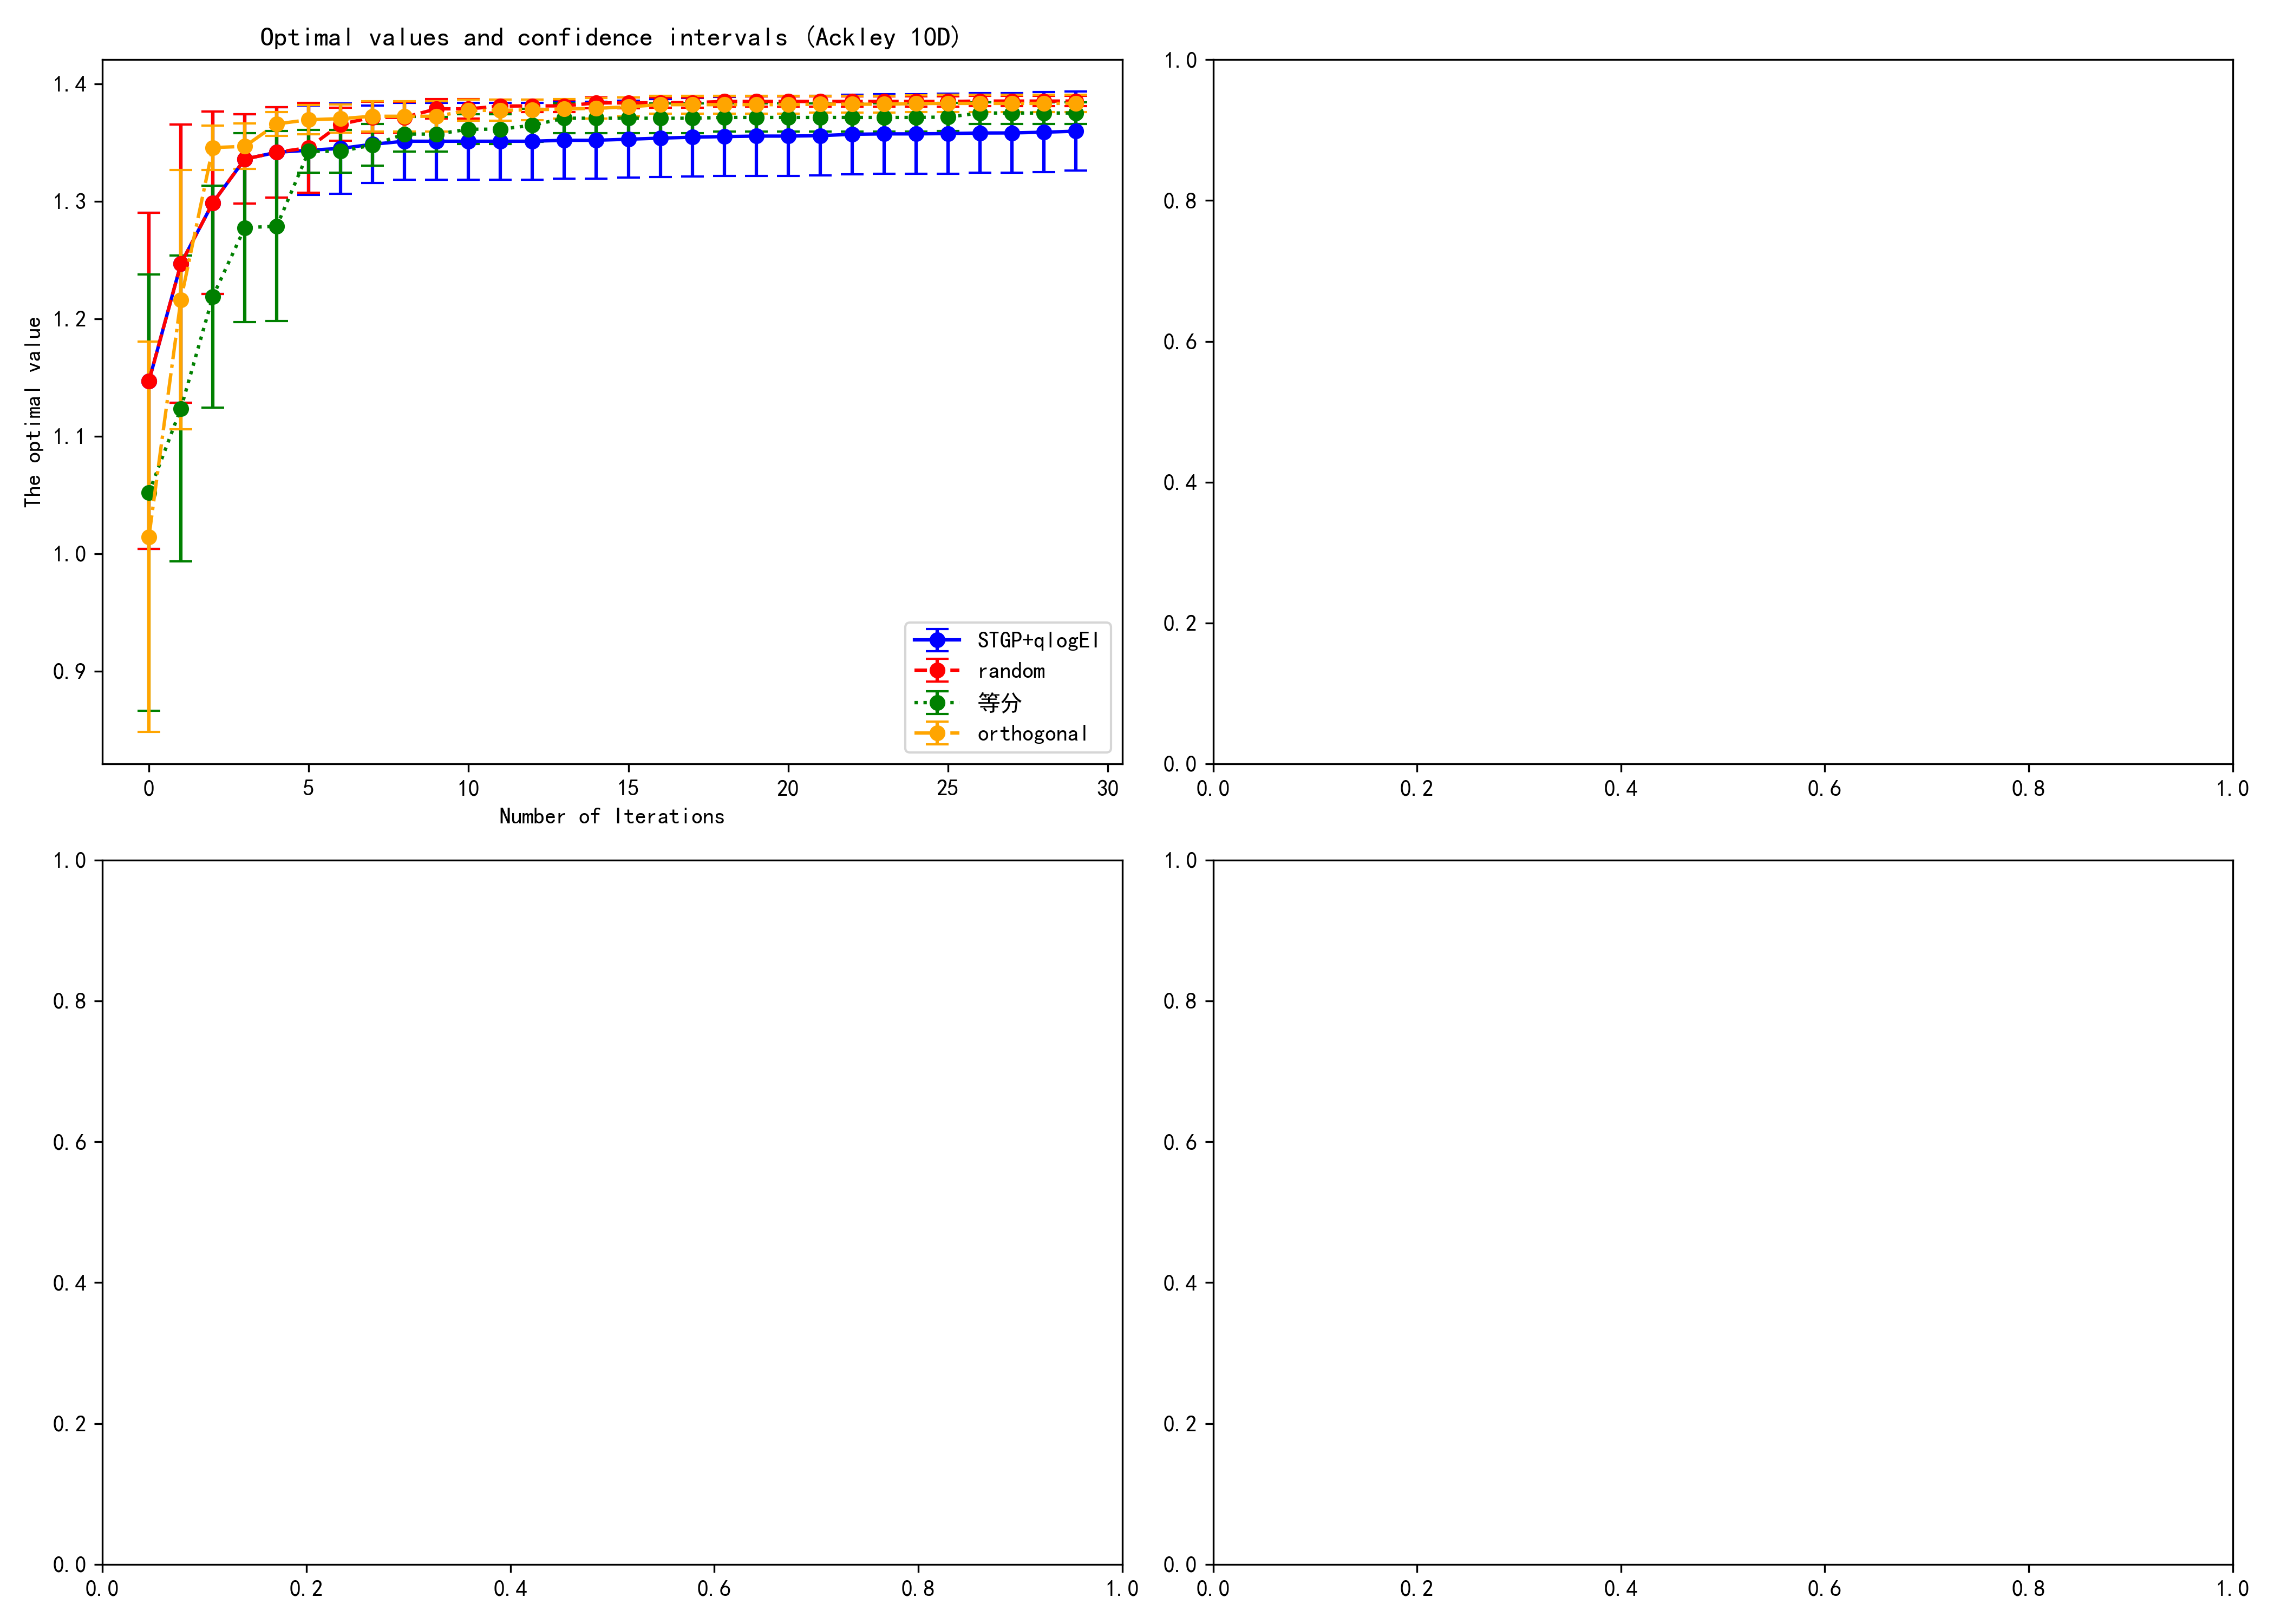 Optimal values and confidence intervals (Ackley 10D)
1.4
1.3
1.2
1.1
1.0
0.9
The optimal value
0 5 10 15 20 25 30
Number of Iterations
STGP+qlogEI
random
等分
orthogonal
1.0
0.8
0.6
0.4
0.2
0.0
0.0 0.2 0.4 0.6 0.8 1.0
1.0
0.8
0.6
0.4
0.2
0.0
0.0 0.2 0.4 0.6 0.8 1.0
1.0
0.8
0.6
0.4
0.2
0.0
0.0 0.2 0.4 0.6 0.8 1.0